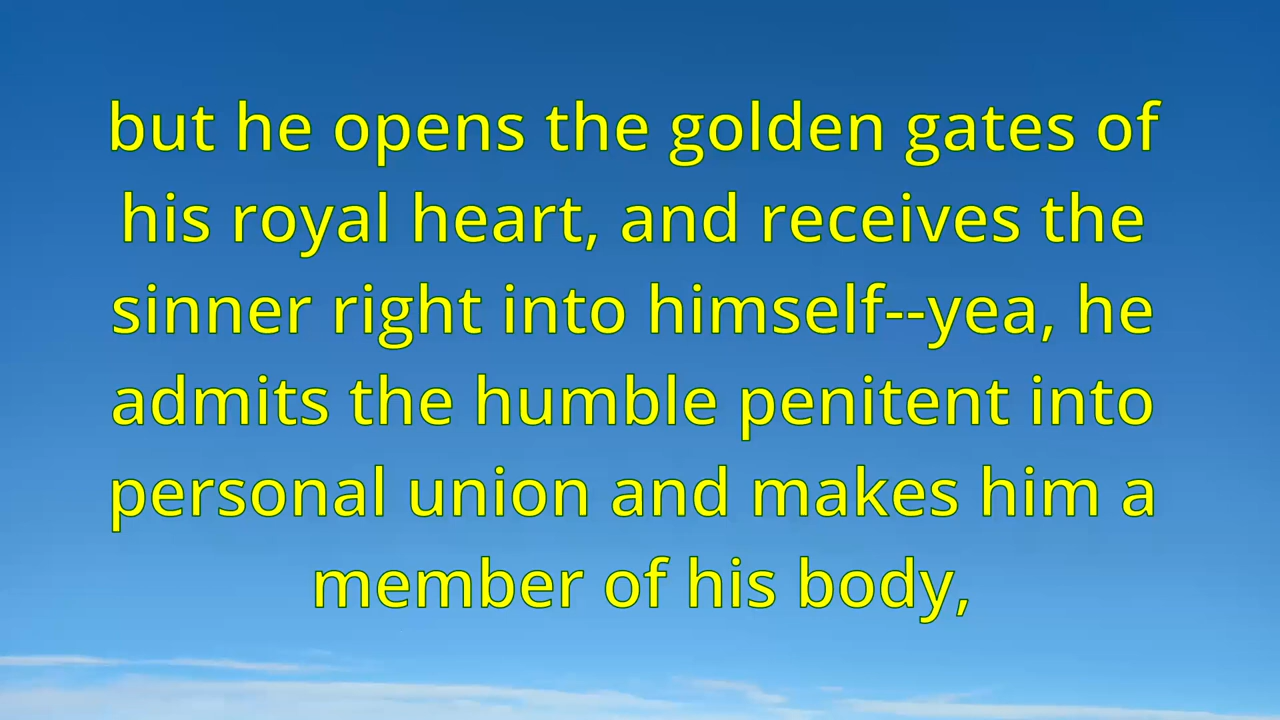 but he opens the golden gates of
his royal heart, and receives the
sinner right into himself--yea, he
admits the humble penitent into
personal union and makes him a
member of his body,